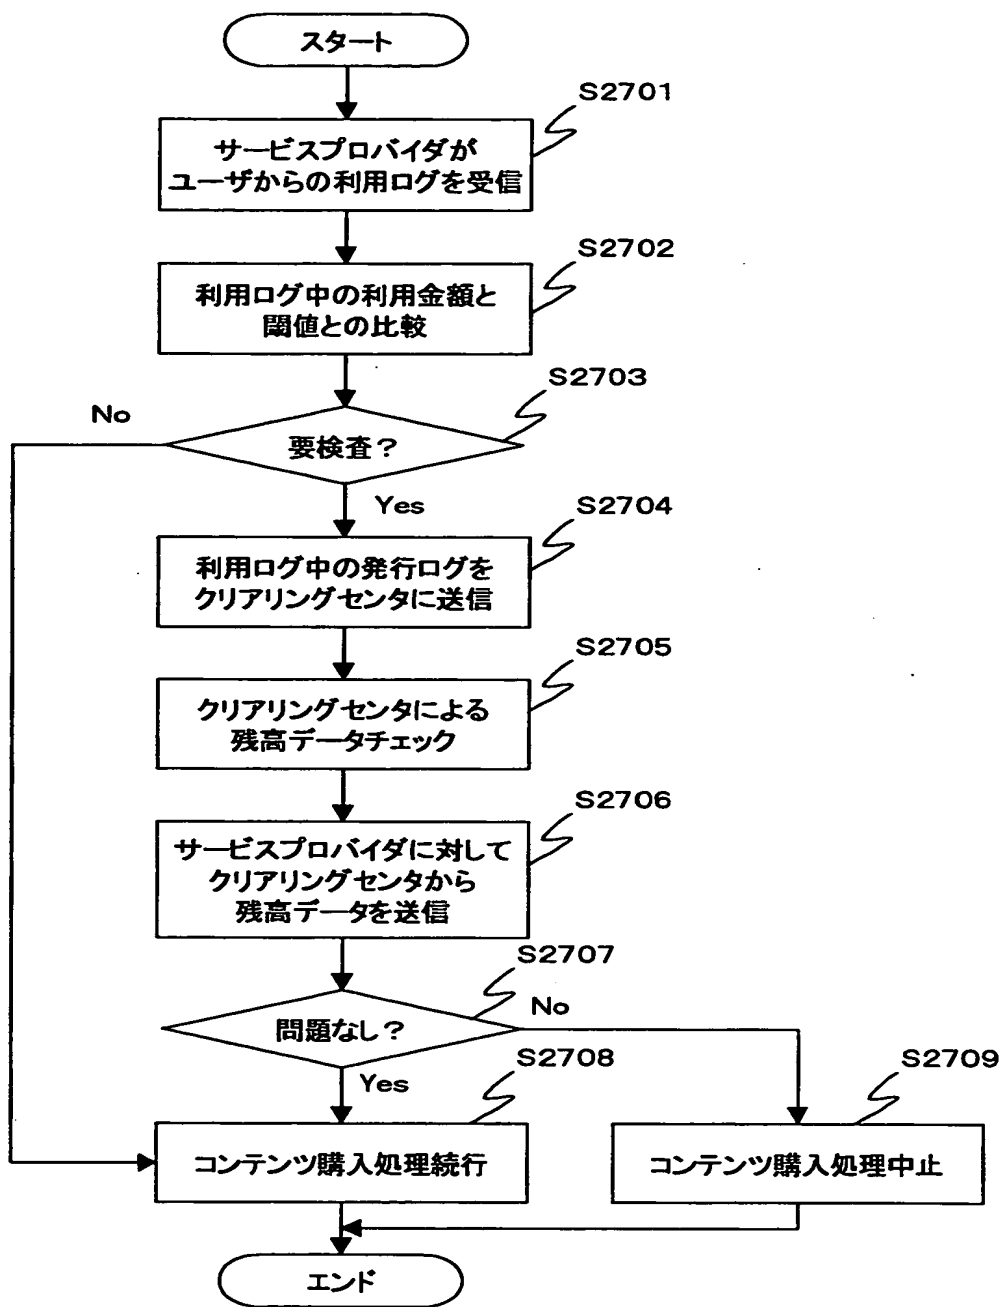 スタート
S2701
サービスプロバイダが
ユーザからの利用ログを受信
S2702
利用ログ中の利用金額と
閾値との比較
S2703
No
要検査?
Yes
S2704
利用ログ中の発行ログを
クリアリングセンタに送信
S2705
クリアリングセンタによる
残高データチェック
S2706
サービスプロバイダに対して
クリアリングセンタから
残高データを送信
S2707
No
問題なし?
S2708
S2709
Yes
コンテンツ購入処理続行
コンテンツ購入処理中止
エンド